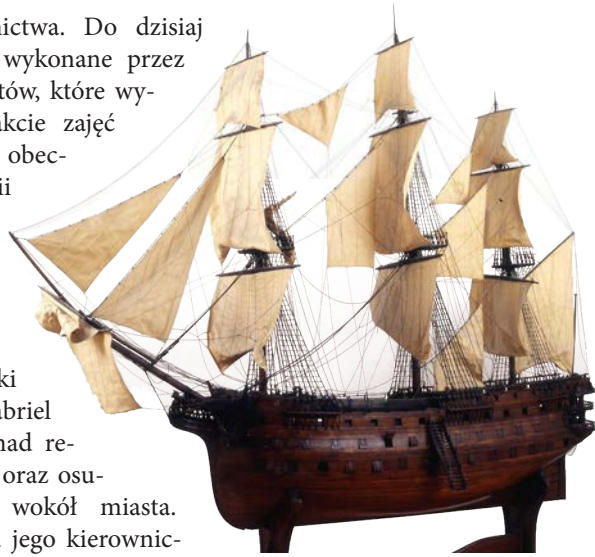 nictwa. Do dzisiaj
wykonane przez
tów, które wy-
akcie zajęć
obec-
ii
ki
abriel
nad re-
oraz osu-
wokół miasta.
jego kierownic-